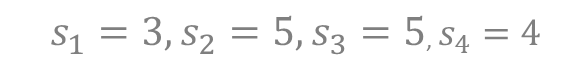 s₁ = 3, s₂ = 5, s₃ = 5, s₄ = 4